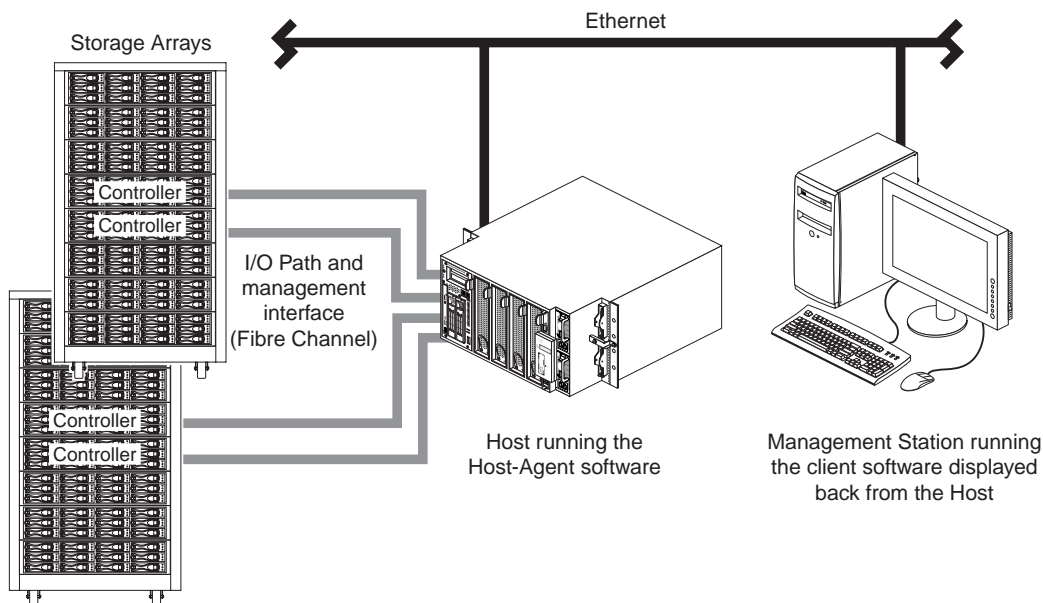 Ethernet
Storage Arrays
Controller
Controller
I/O Path and
management
interface
(Fibre Channel)
Controller
Controller
Host running the
Host-Agent software
Management Station running
the client software displayed
back from the Host